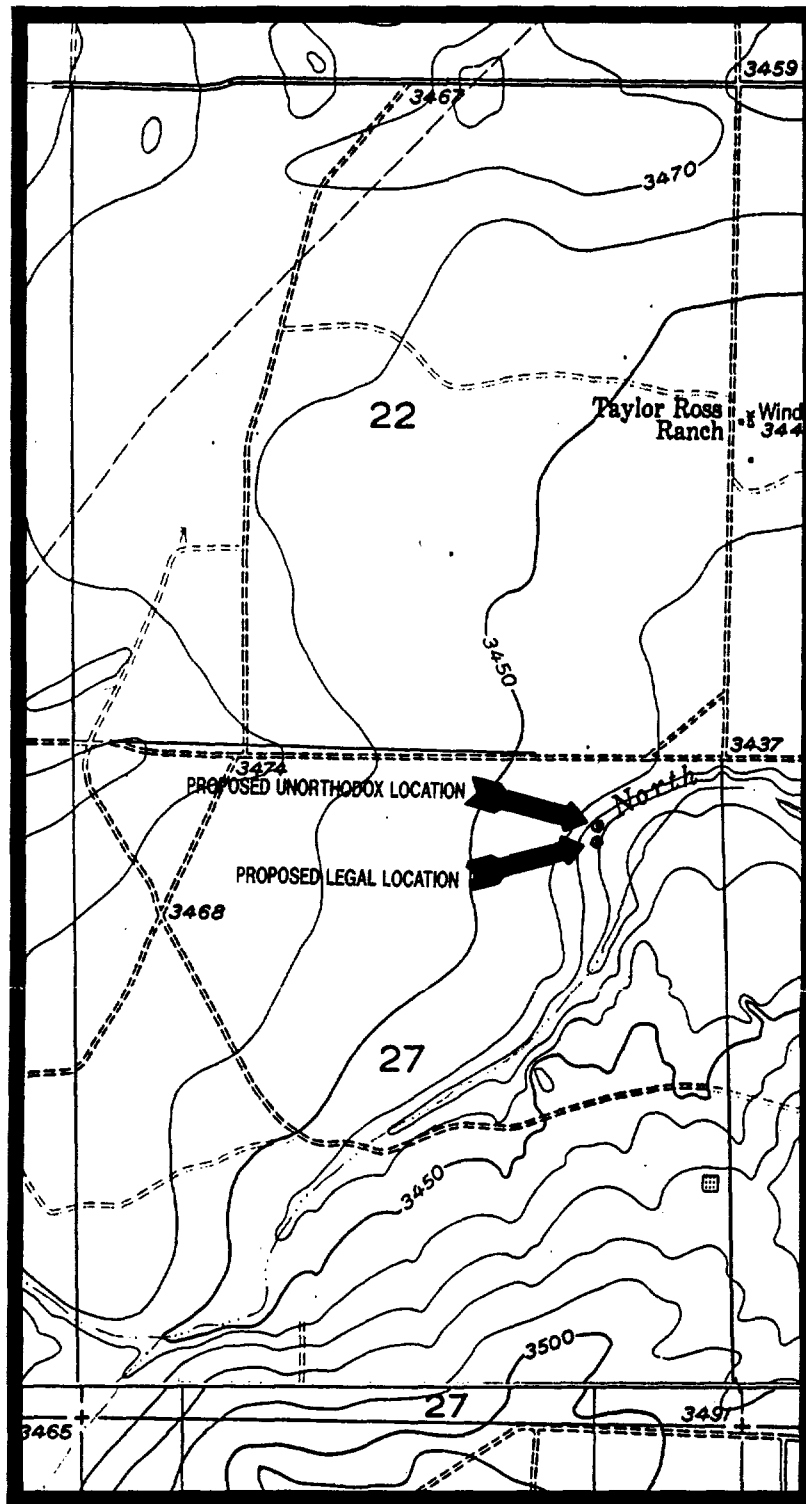 3459
3467
3470
22
Taylor Ross
Ranch
Wind
344
3450
3437
3474
PROPOSED UNORTHODOX LOCATION
North
PROPOSED LEGAL LOCATION
3468
27
3450
3500
27
3465
3491